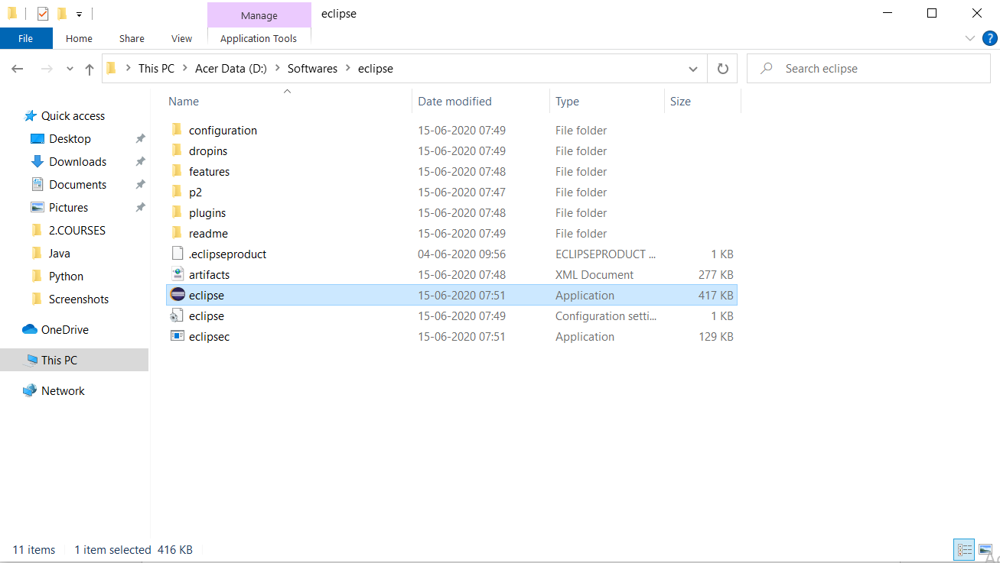 Manage
eclipse
File
Home
Share
View
Application Tools
?
This PC > Acer Data (D:) > Softwares > eclipse
Search eclipse
Name Date modified Type Size
Quick access
Desktop
Downloads
Documents
Pictures
2.COURSES
Java
Python
Screenshots
OneDrive
This PC
Network
configuration 15-06-2020 07:49 File folder
dropins 15-06-2020 07:49 File folder
features 15-06-2020 07:48 File folder
p2 15-06-2020 07:47 File folder
plugins 15-06-2020 07:48 File folder
readme 15-06-2020 07:49 File folder
.eclipseproduct 04-06-2020 09:56 ECLIPSEPRODUCT ... 1 KB
artifacts 15-06-2020 07:48 XML Document 277 KB
eclipse 15-06-2020 07:51 Application 417 KB
eclipse 15-06-2020 07:49 Configuration setti... 1 KB
eclipsec 15-06-2020 07:51 Application 129 KB
11 items 1 item selected 416 KB